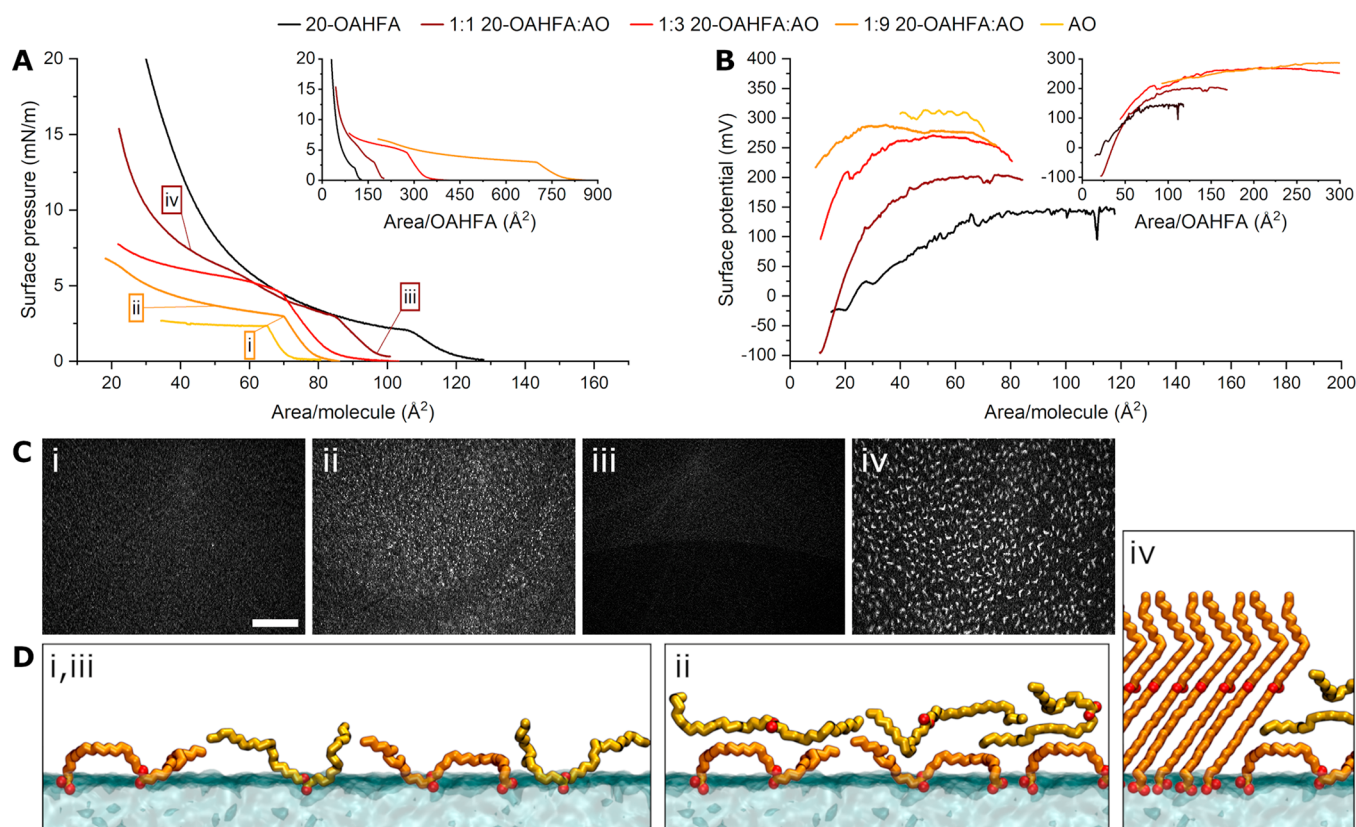 20-OAHFA 1:1 20-OAHFA:AO 1:3 20-OAHFA:AO 1:9 20-OAHFA:AO AO
A
Surface pressure (mN/m)
20
15
10
5
0
20 40 60 80 100 120 140 160
Area/molecule (Å²)
iv
iii
ii
i
20
15
10
5
0
0 150 300 450 600 750 900
Area/OAHFA (Å²)
B
Surface potential (mV)
400
350
300
250
200
150
100
50
0
-50
-100
0 20 40 60 80 100 120 140 160 180 200
Area/molecule (Å²)
300
200
100
0
-100
50 100 150 200 250 300
Area/OAHFA (Å²)
C
i
ii
iii
iv
D
i,iii
ii
iv